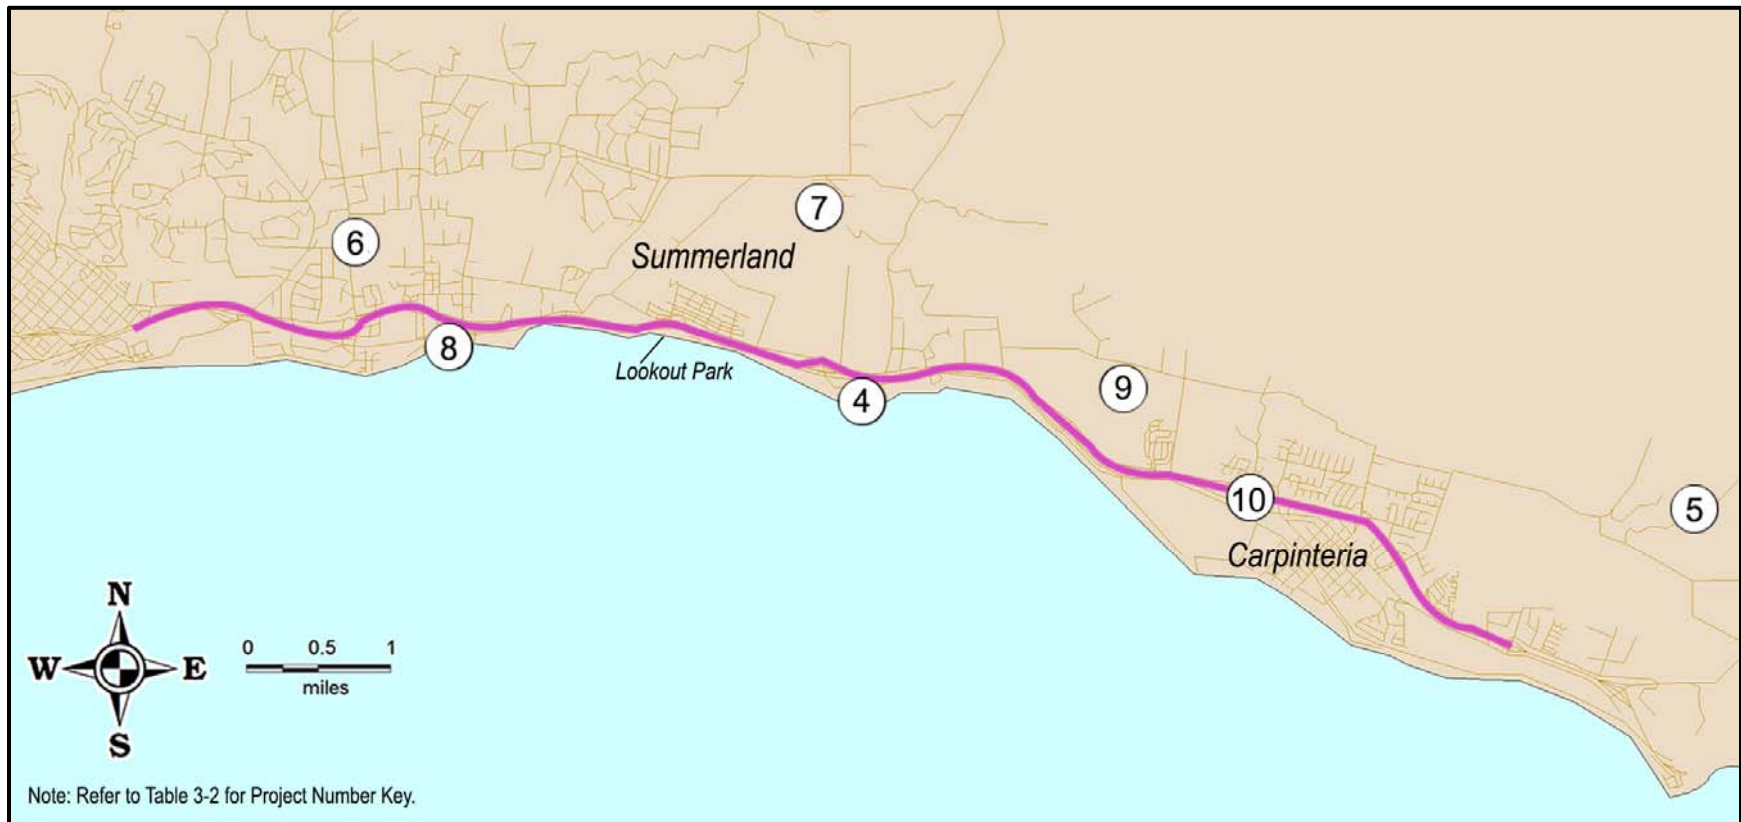 7
6
Summerland
8
Lookout Park
4
9
10
5
Carpinteria
N
W E
S
0 0.5 1
miles
Note: Refer to Table 3-2 for Project Number Key.